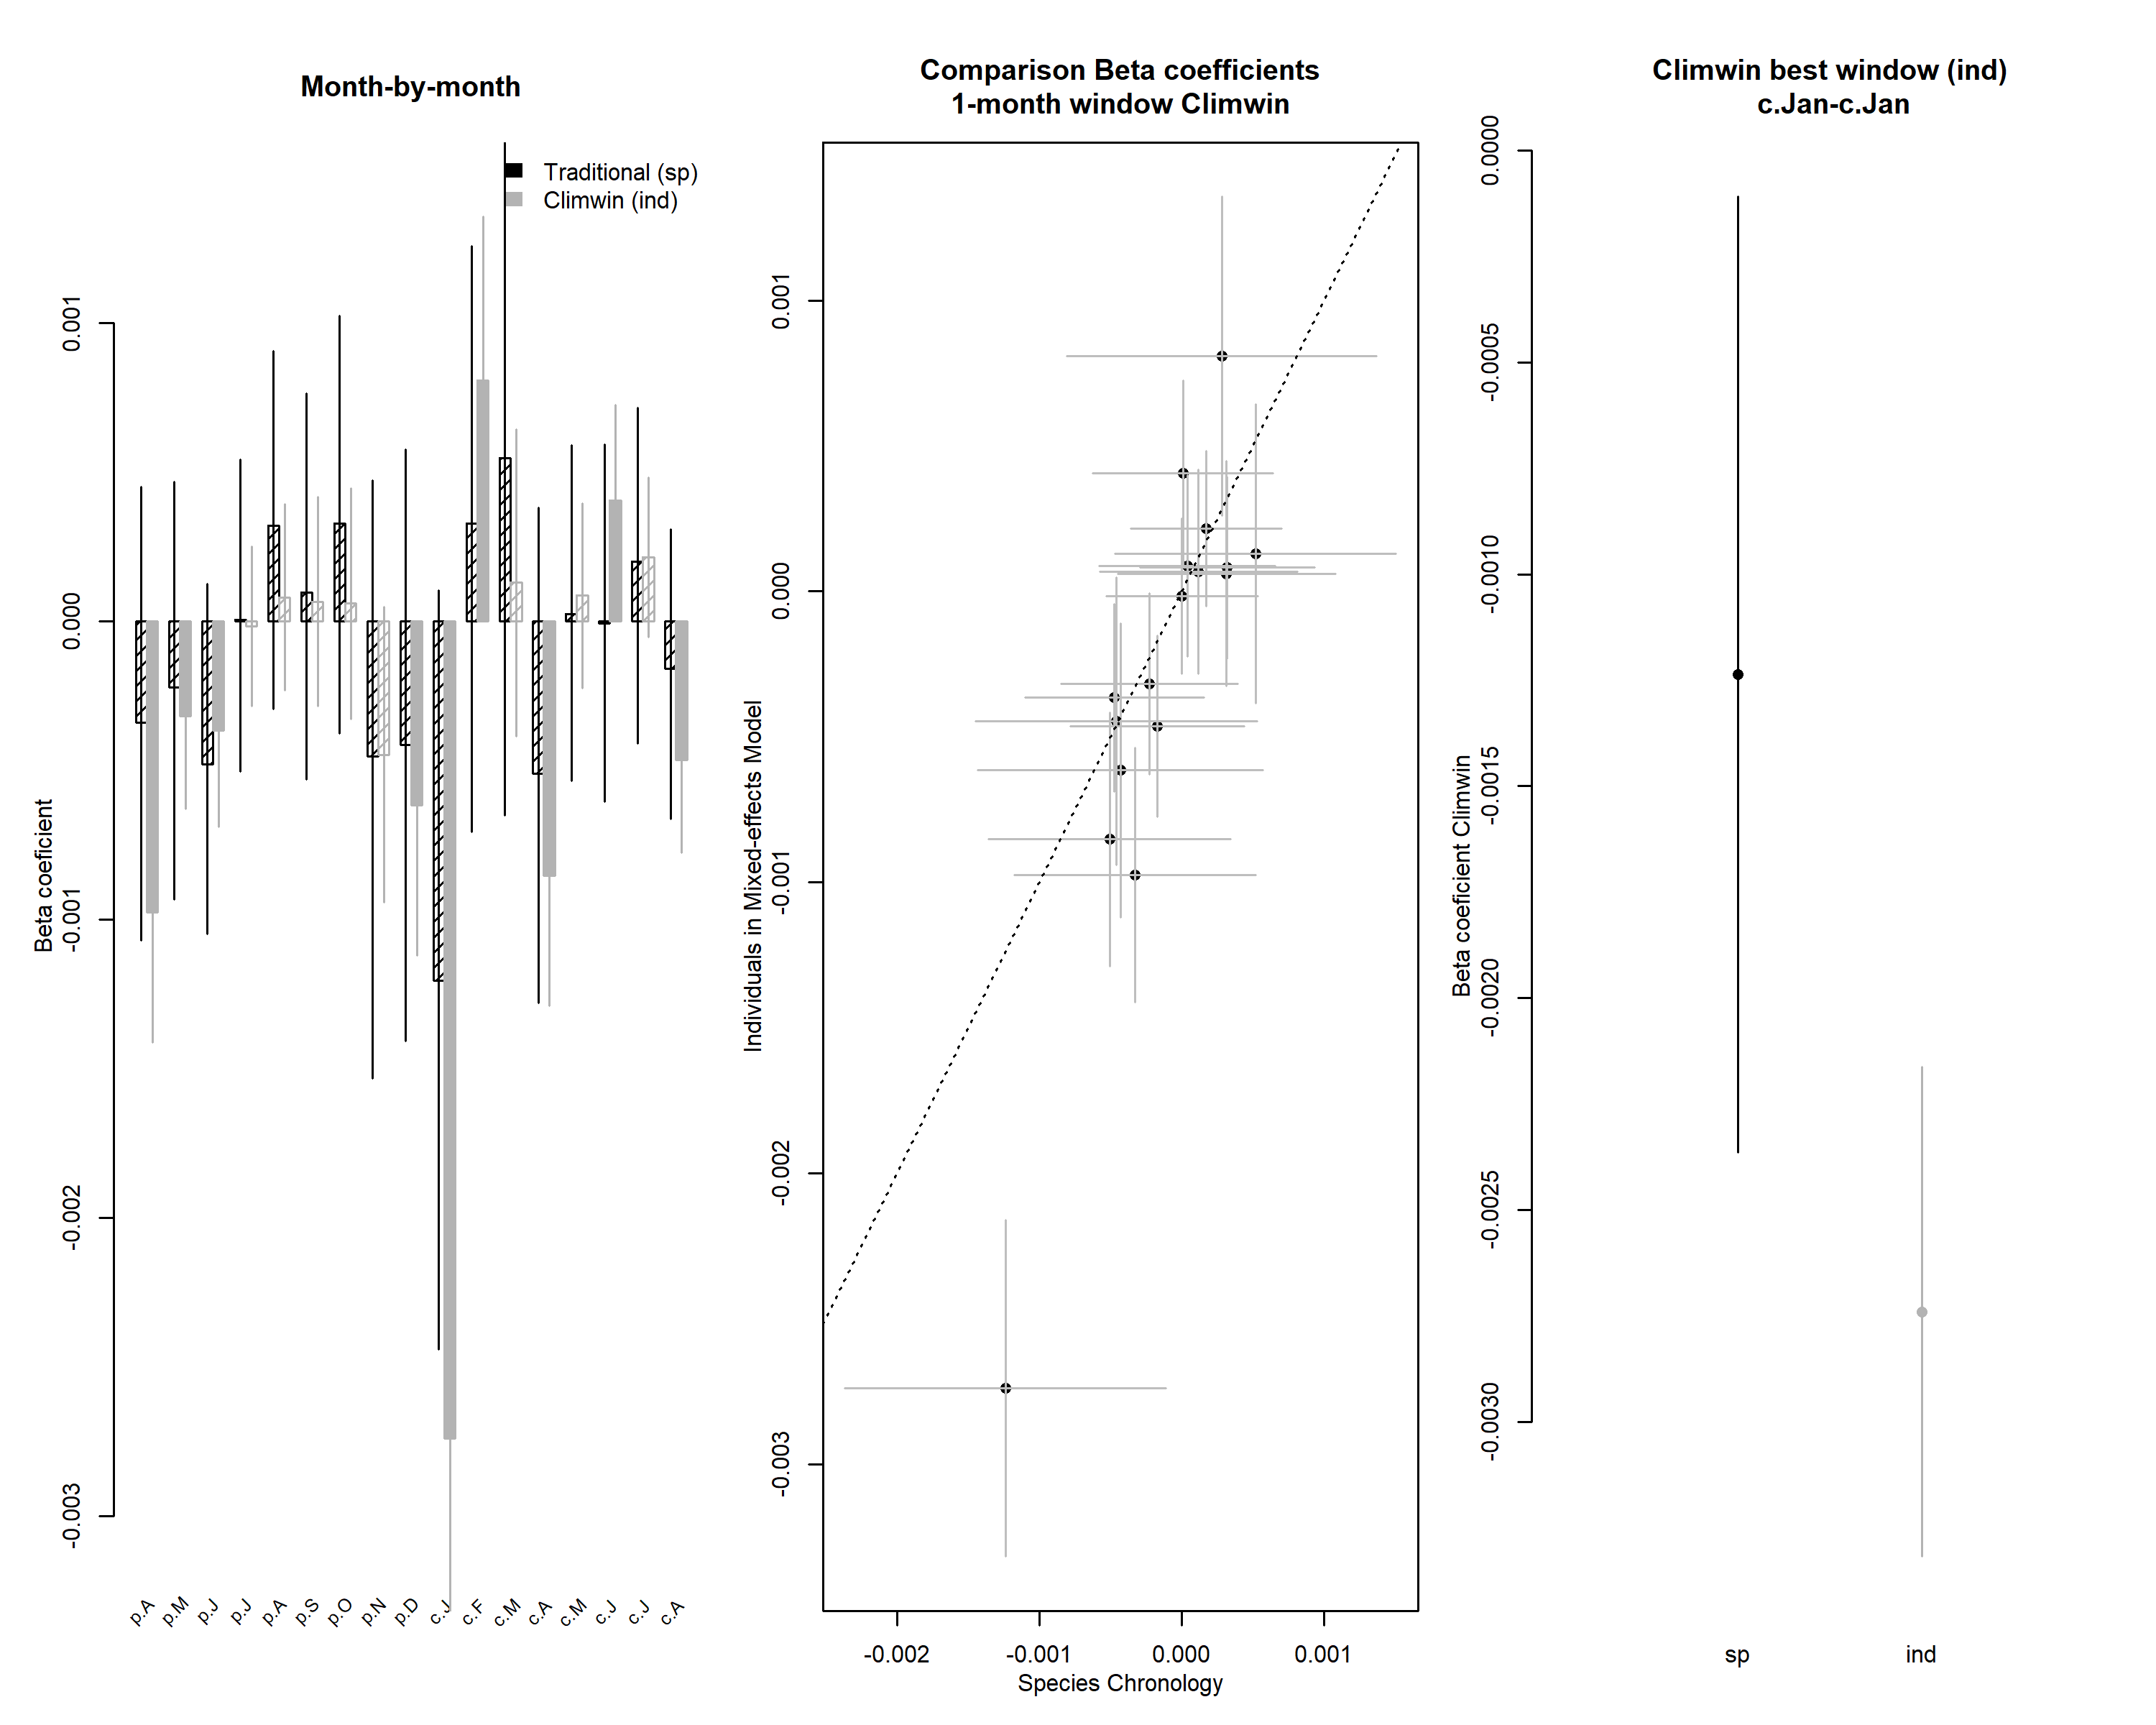 Month-by-month
Traditional (sp)
Climwin (ind)
Beta coeficient
0.001
0.000
-0.001
-0.002
-0.003
p.A
p.M
p.J
p.J
p.A
p.S
p.O
p.N
p.D
c.J
c.F
c.M
c.A
c.M
c.J
c.J
c.A
Comparison Beta coefficients
1-month window Climwin
Individuals in Mixed-effects Model
0.001
0.000
-0.001
-0.002
-0.003
-0.002
-0.001
0.000
0.001
Species Chronology
Climwin best window (ind)
c.Jan-c.Jan
Beta coeficient Climwin
0.0000
-0.0005
-0.0010
-0.0015
-0.0020
-0.0025
-0.0030
sp
ind